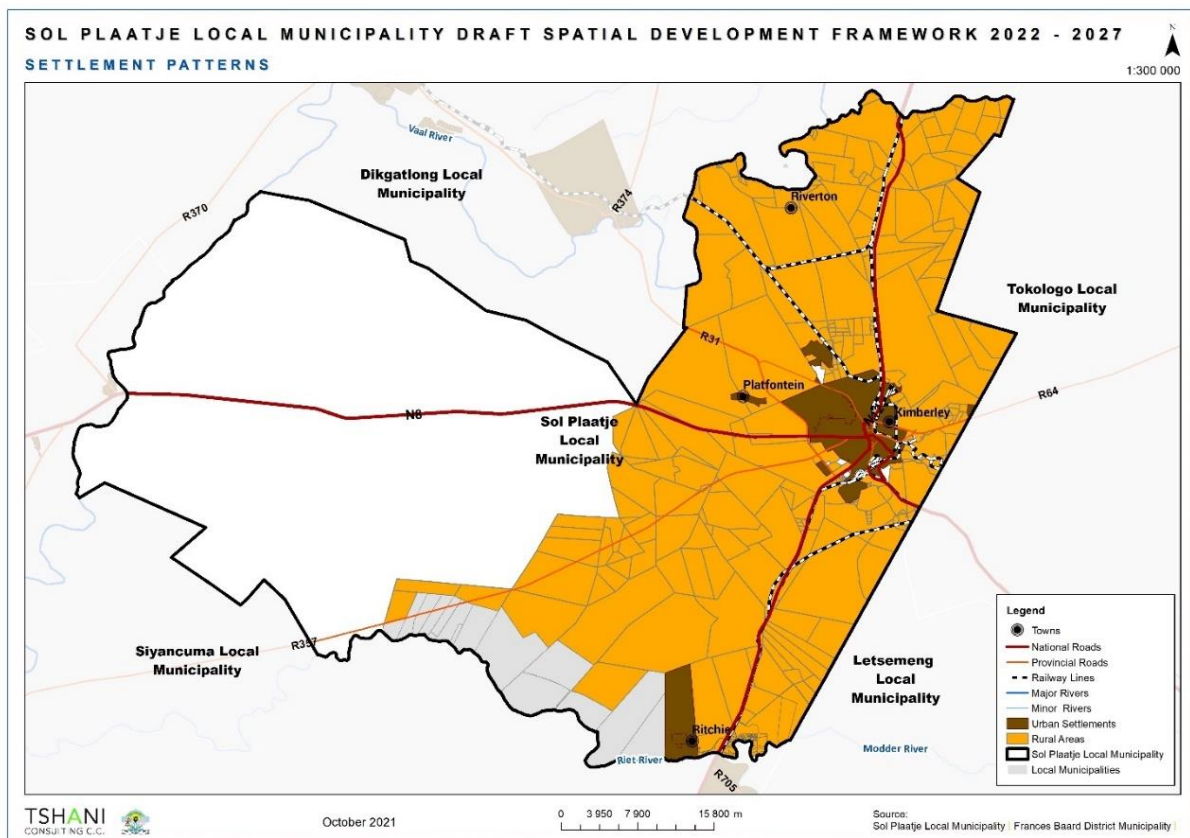 SOL PLAATJE LOCAL MUNICIPALITY DRAFT SPATIAL DEVELOPMENT FRAMEWORK 2022 - 2027
SETTLEMENT PATTERNS
N
1:300 000
Vaal River
Dikgatlong Local
Municipality
R370
R374
Riverton
Tokologo Local
Municipality
R31
Platfontein
R64
Kimberley
N8
Sol Plaatje
Local
Municipality
R357
Siyancuma Local
Municipality
Letsemeng
Local
Municipality
Ritchie
Riet River
Modder River
R705
Legend
Towns
National Roads
Provincial Roads
Railway Lines
Major Rivers
Minor Rivers
Urban Settlements
Rural Areas
Sol Plaatje Local Municipality
Local Municipalities
TSHANI
CONSULTING C.C.
October 2021
0 3 950 7 900 15 800 m
Source:
Sol Plaatje Local Municipality | Frances Baard District Municipality |